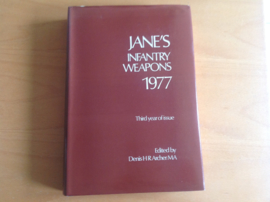 JANE'S
INFANTRY
WEAPONS
1977
Third year of issue
Edited by
Denis H R Archer MA